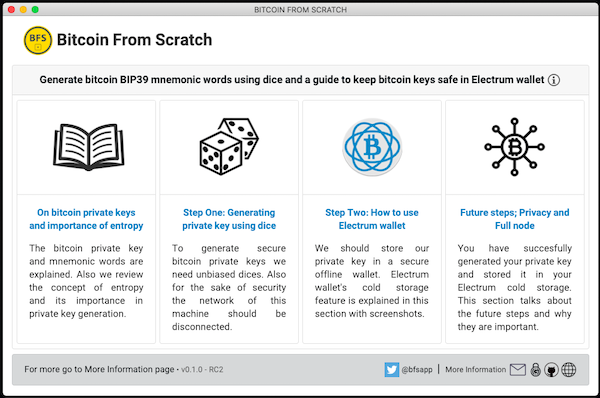 BITCOIN FROM SCRATCH
BFS
Bitcoin From Scratch
Generate bitcoin BIP39 mnemonic words using dice and a guide to keep bitcoin keys safe in Electrum wallet
On bitcoin private keys
and importance of entropy
The bitcoin private key
and mnemonic words are
explained. Also we review
the concept of entropy
and its importance in
private key generation.
Step One: Generating
private key using dice
To generate secure
bitcoin private keys we
need unbiased dices. Also
for the sake of security
the network of this
machine should be
disconnected.
Step Two: How to use
Electrum wallet
We should store our
private key in a secure
offline wallet. Electrum
wallet's cold storage
feature is explained in this
section with screenshots.
Future steps; Privacy and
Full node
You have succesfully
generated your private key
and stored it in your
Electrum cold storage.
This section talks about
the future steps and why
they are important.
For more go to More Information page • v0.1.0 - RC2
@bfsapp | More Information